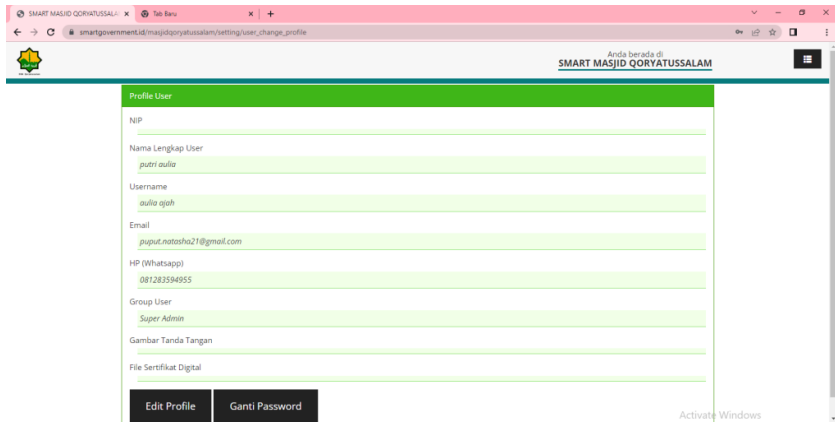 SMART MASJID QORYATUSSALA
Tab Baru
smartgovernment.id/masjidqoryatussalam/setting/user_change_profile
Anda berada di
SMART MASJID QORYATUSSALAM
Profile User
NIP
Nama Lengkap User
putri aulia
Username
aulia ajah
Email
puput.natasha21@gmail.com
HP (Whatsapp)
081283594955
Group User
Super Admin
Gambar Tanda Tangan
File Sertifikat Digital
Edit Profile Ganti Password
Activate Windows